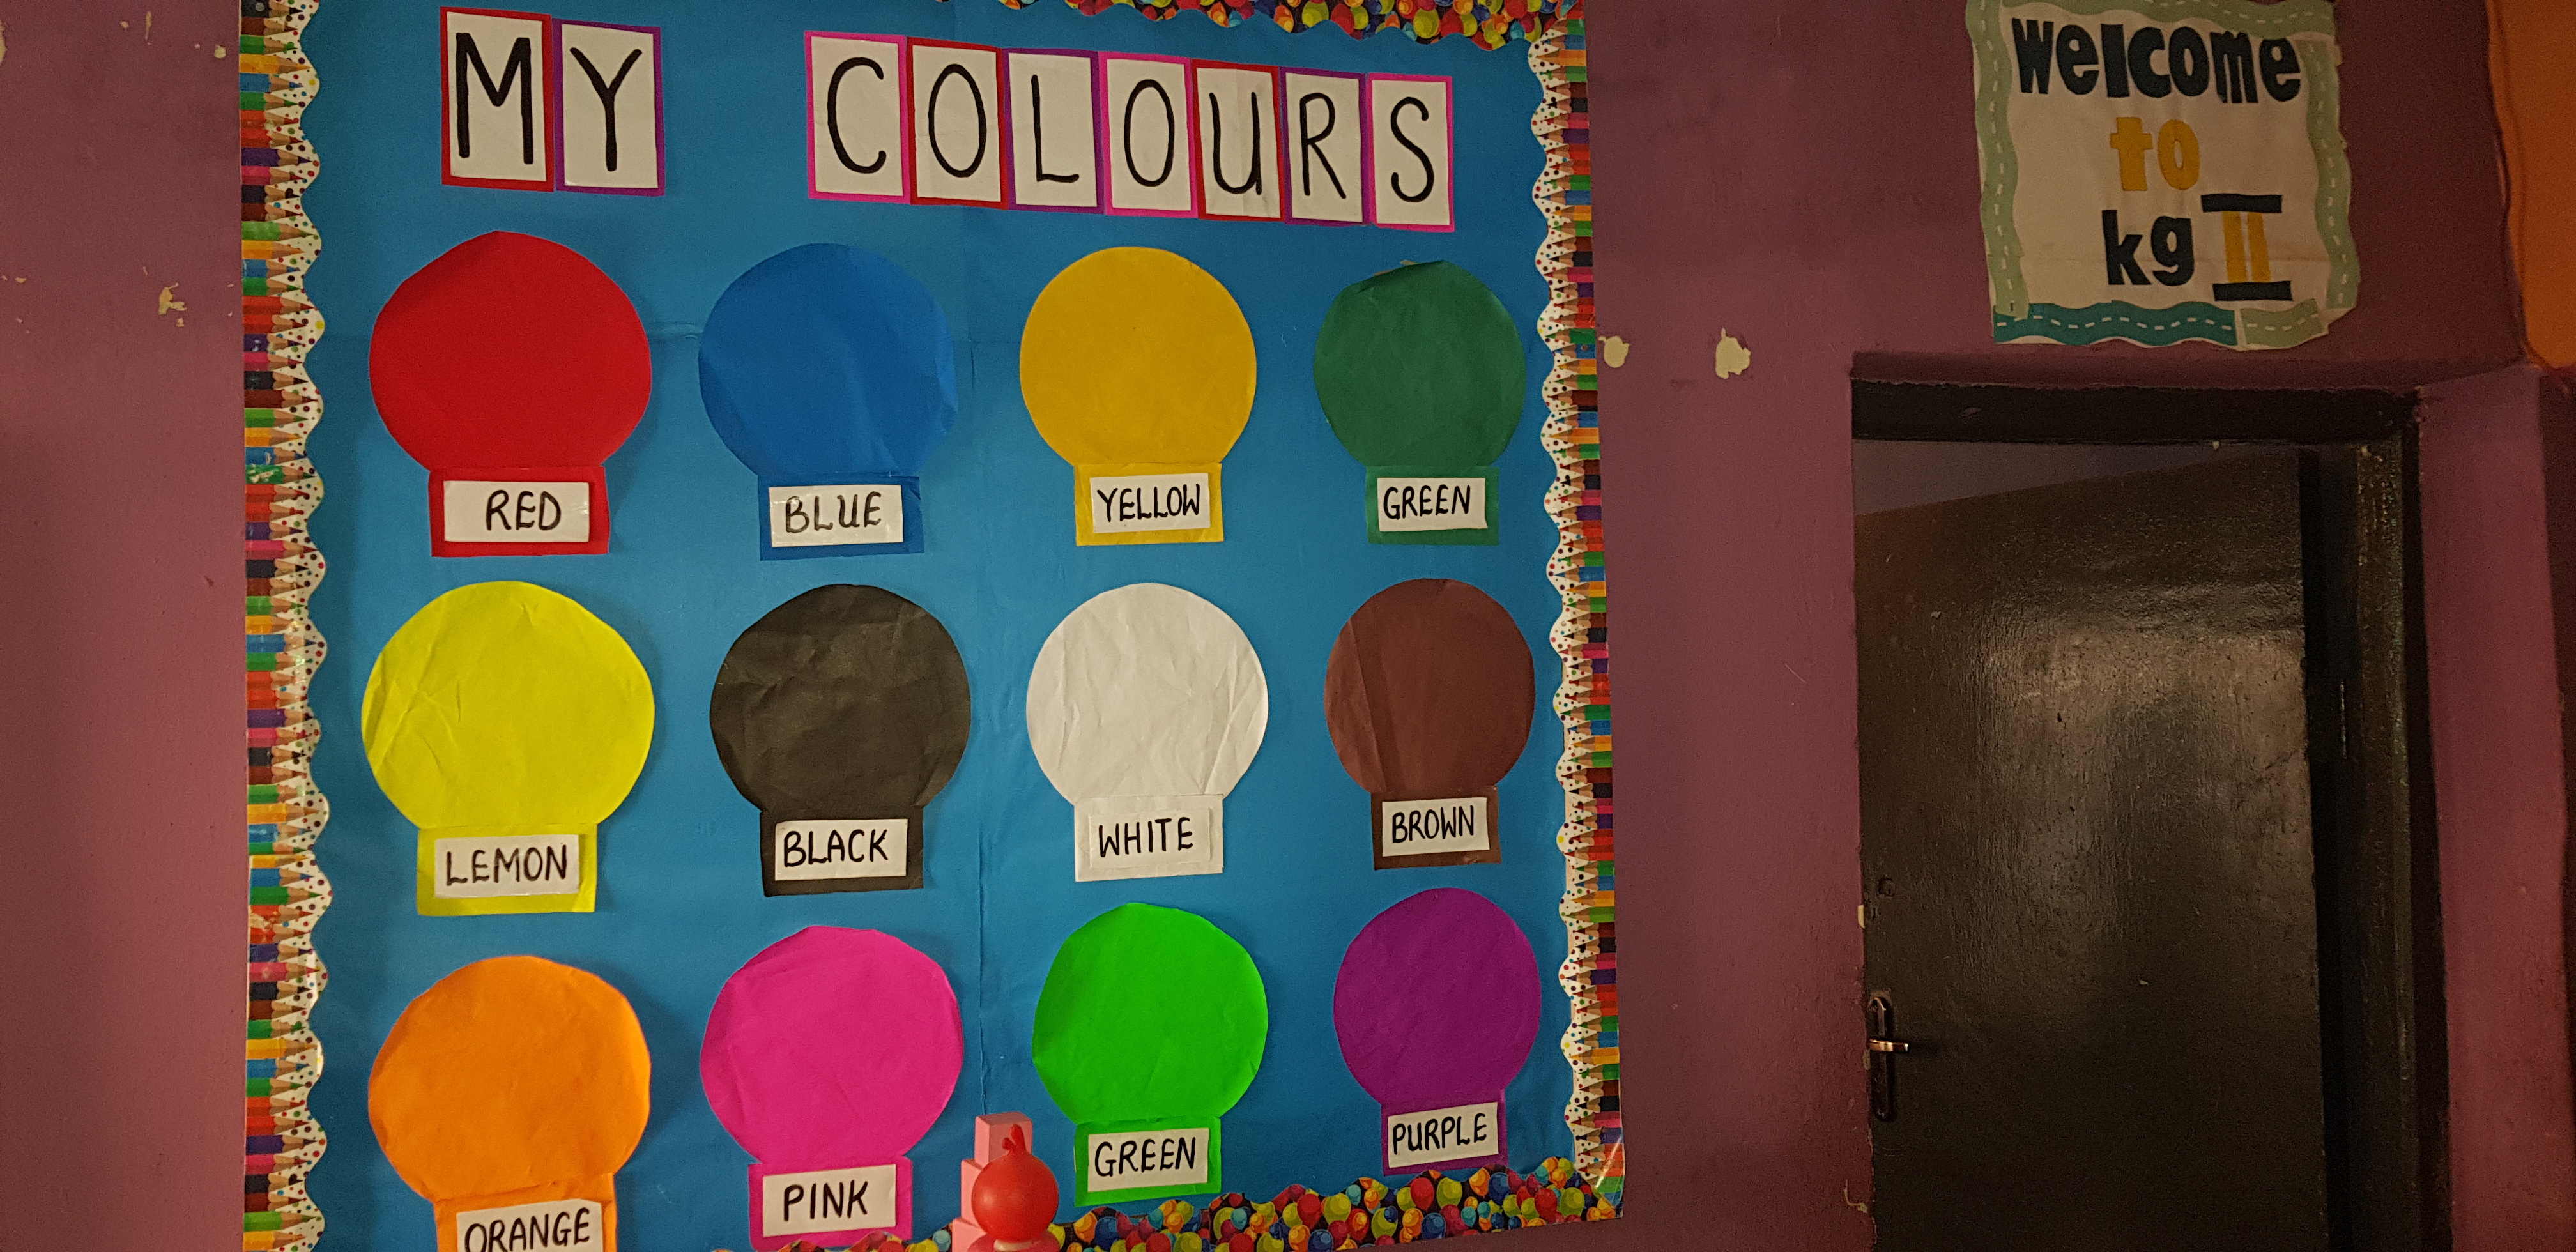 MY COLOURS
RED BLUE YELLOW GREEN
LEMON BLACK WHITE BROWN
ORANGE PINK GREEN PURPLE
welcome
to
kg II